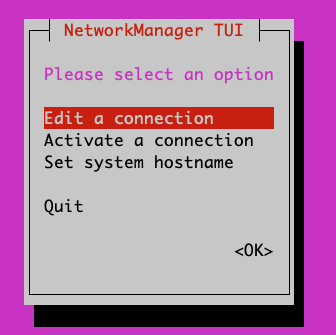 NetworkManager TUI
Please select an option
Edit a connection
Activate a connection
Set system hostname
Quit
<OK>